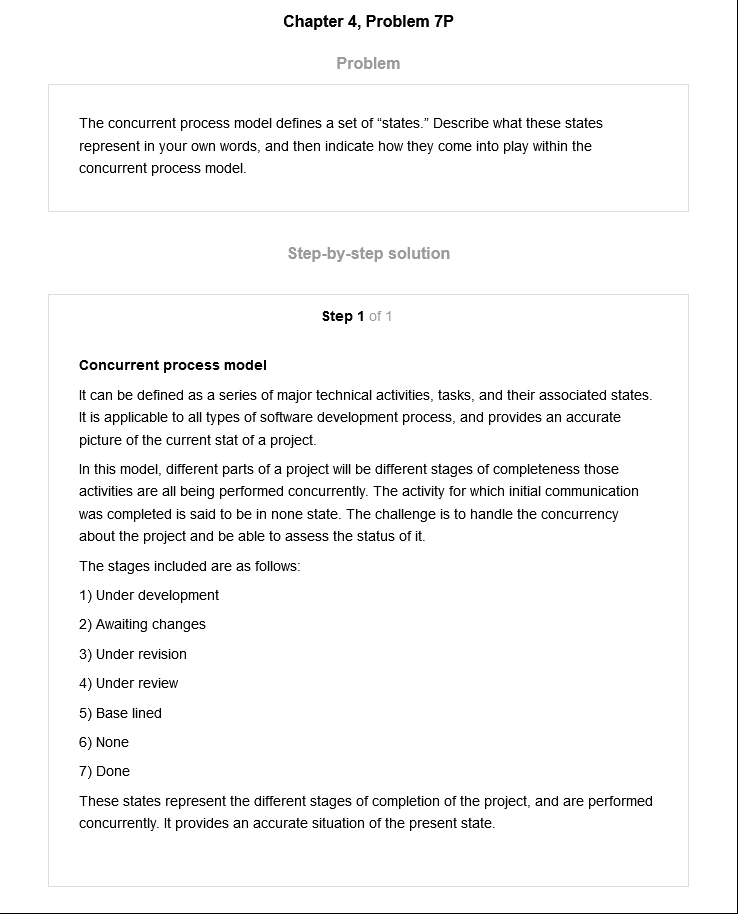 Chapter 4, Problem 7P
Problem
The concurrent process model defines a set of “states.” Describe what these states
represent in your own words, and then indicate how they come into play within the
concurrent process model.
Step-by-step solution
Step 1 of 1
Concurrent process model
It can be defined as a series of major technical activities, tasks, and their associated states.
It is applicable to all types of software development process, and provides an accurate
picture of the current stat of a project.
In this model, different parts of a project will be different stages of completeness those
activities are all being performed concurrently. The activity for which initial communication
was completed is said to be in none state. The challenge is to handle the concurrency
about the project and be able to assess the status of it.
The stages included are as follows:
1) Under development
2) Awaiting changes
3) Under revision
4) Under review
5) Base lined
6) None
7) Done
These states represent the different stages of completion of the project, and are performed
concurrently. It provides an accurate situation of the present state.